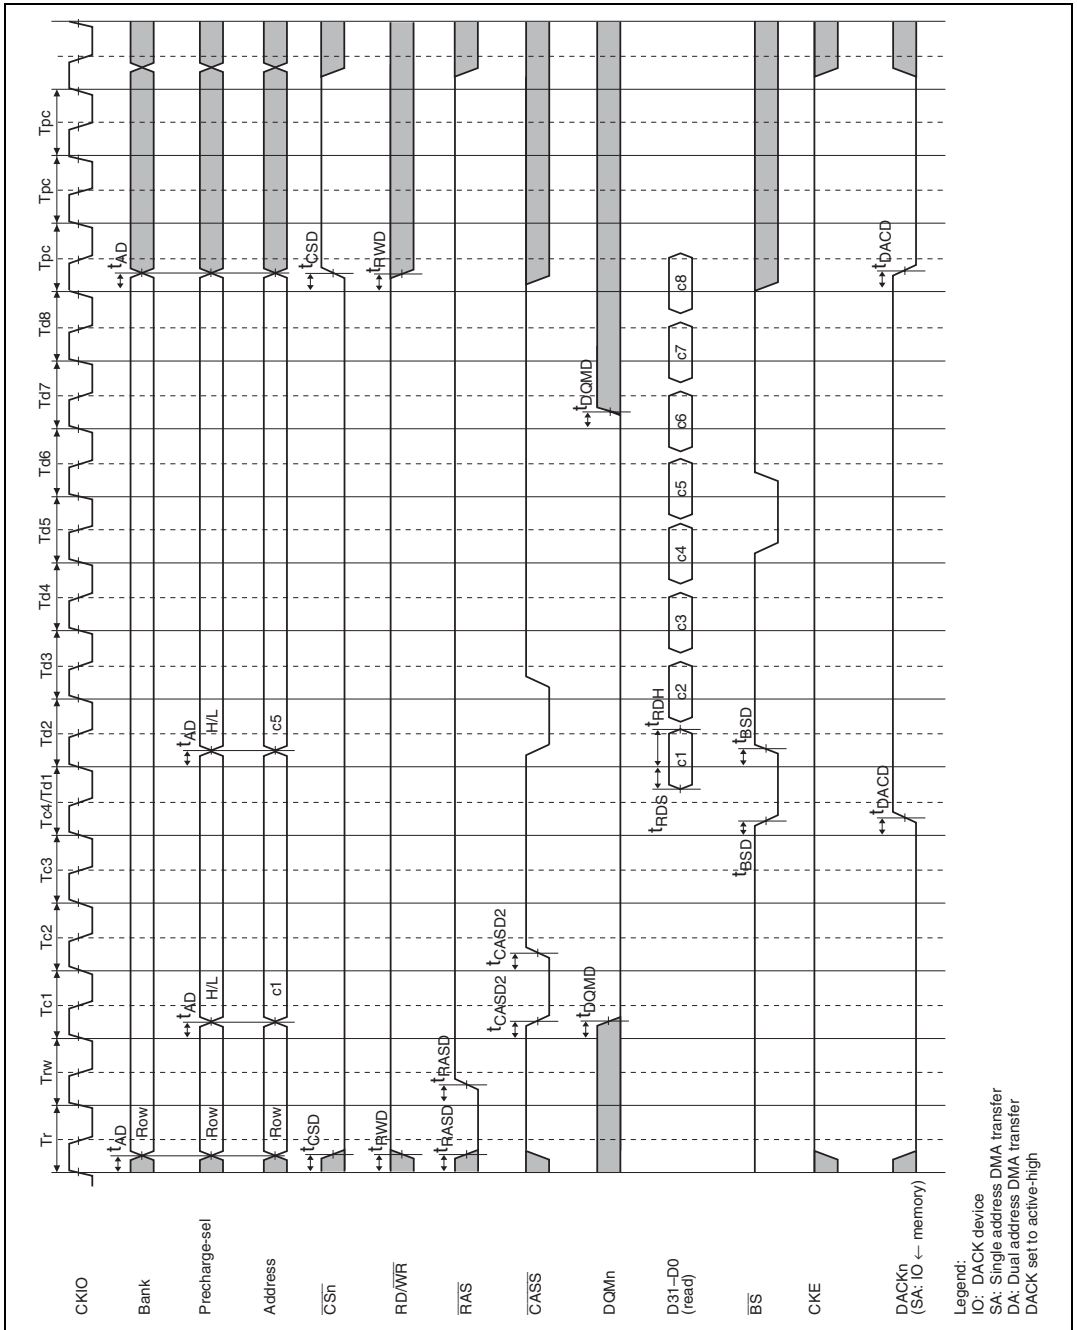 Tr Trw Tc1 Tc2 Tc3 Tc4/Td1 Td2 Td3 Td4 Td5 Td6 Td7 Td8 Tpc Tpc Tpc
CKIO
tAD tAD
Bank Row
tAD tAD
Precharge-sel Row H/L H/L
Address Row c1 c5
tCSD tCSD
CSn
tRWD tRWD
RD/WR
tRASD tRASD
RAS
tCASD2 tCASD2
CASS
tDQMD tDQMD
DQMn
tRDS tRDH
D31–D0
(read)
c1 c2 c3 c4 c5 c6 c7 c8
tBSD tBSD
BS
CKE
tDACD tDACD
DACKn
(SA: IO ← memory)
Legend:
IO: DACK device
SA: Single address DMA transfer
DA: Dual address DMA transfer
DACK set to active-high